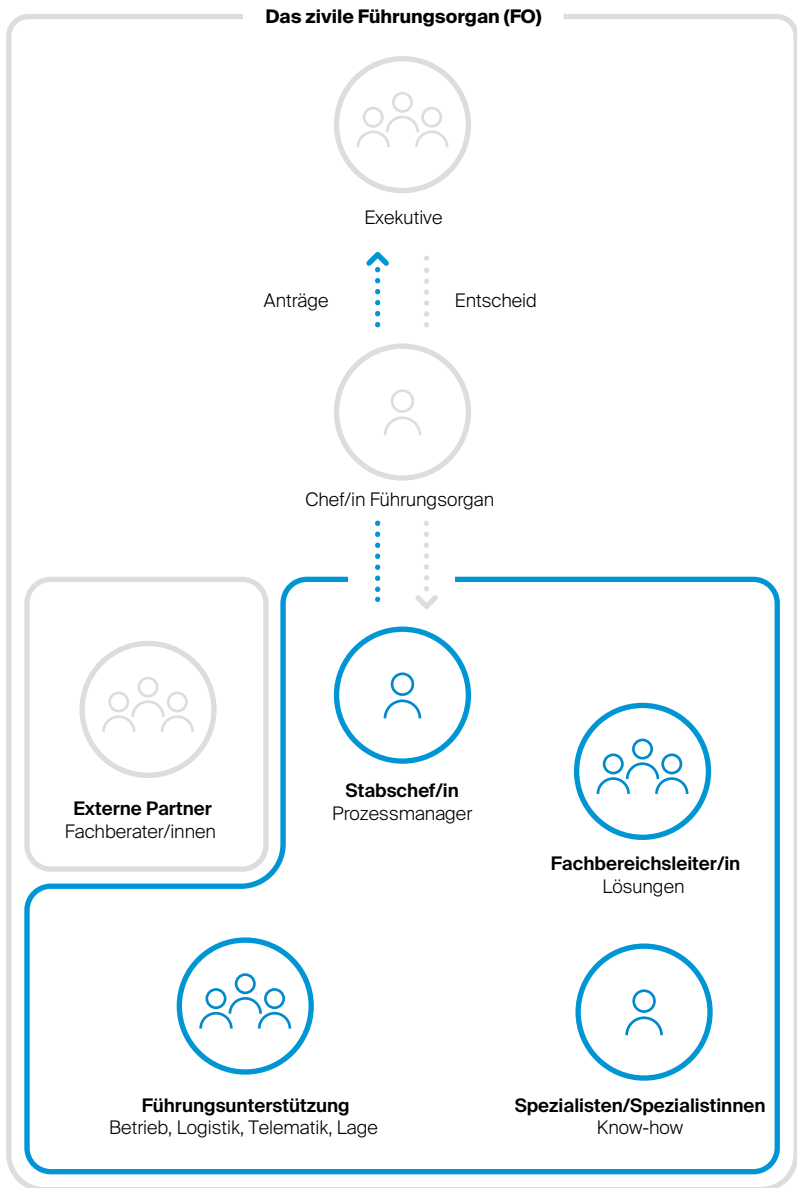 Das zivile Führungsorgan (FO)
Exekutive
Anträge
Entscheid
Chef/in Führungsorgan
Externe Partner
Fachberater/innen
Stabschef/in
Prozessmanager
Fachbereichsleiter/in
Lösungen
Führungsunterstützung
Betrieb, Logistik, Telematik, Lage
Spezialisten/Spezialistinnen
Know-how